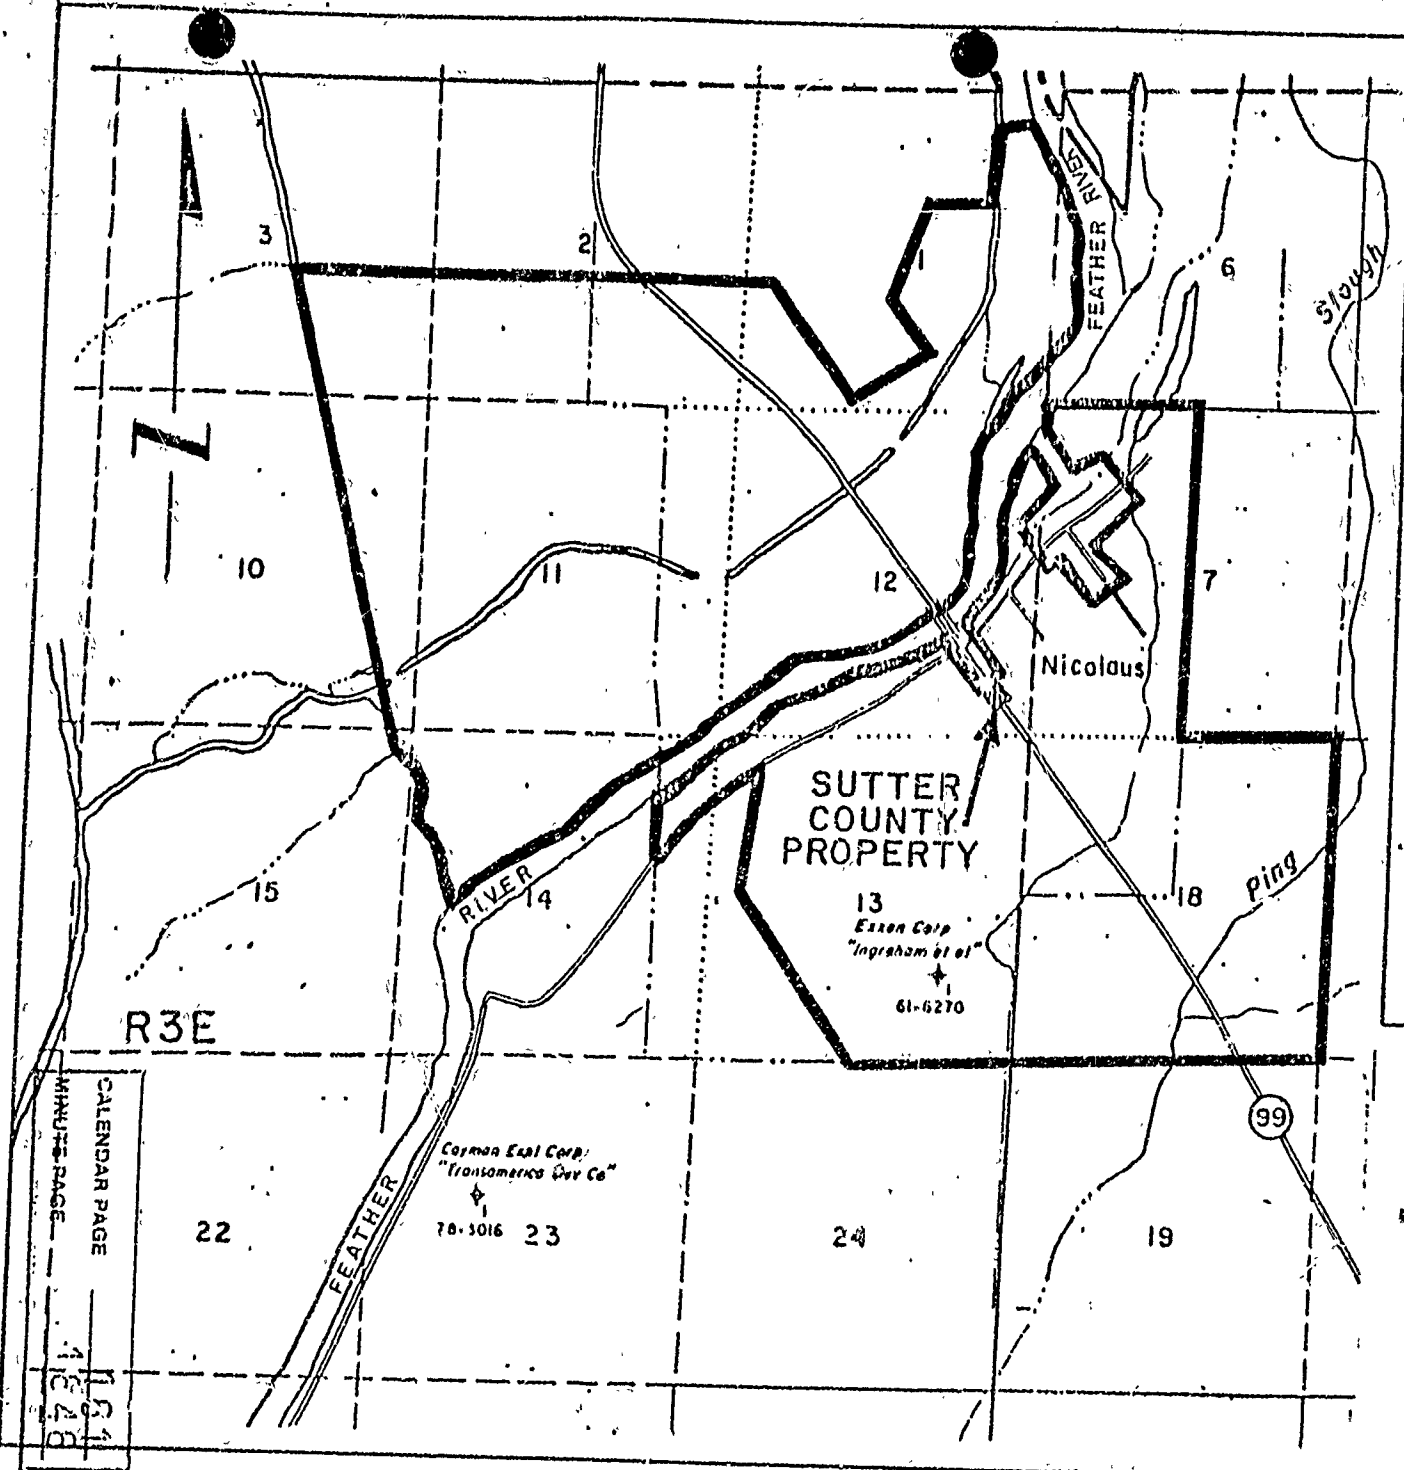 3
2
1
6
FEATHER RIVER
Slough
10
11
12
7
Nicolaus
SUTTER
COUNTY
PROPERTY
15
RIVER
14
13
18
Ping
Exxon Corp
"Ingraham et al"
1
61-6270
R3E
99
Cayman Expl Corp
"Transamerica Dev Co"
1
78-3016
22
FEATHER
23
24
19
CALENDAR PAGE
MINUTE PAGE